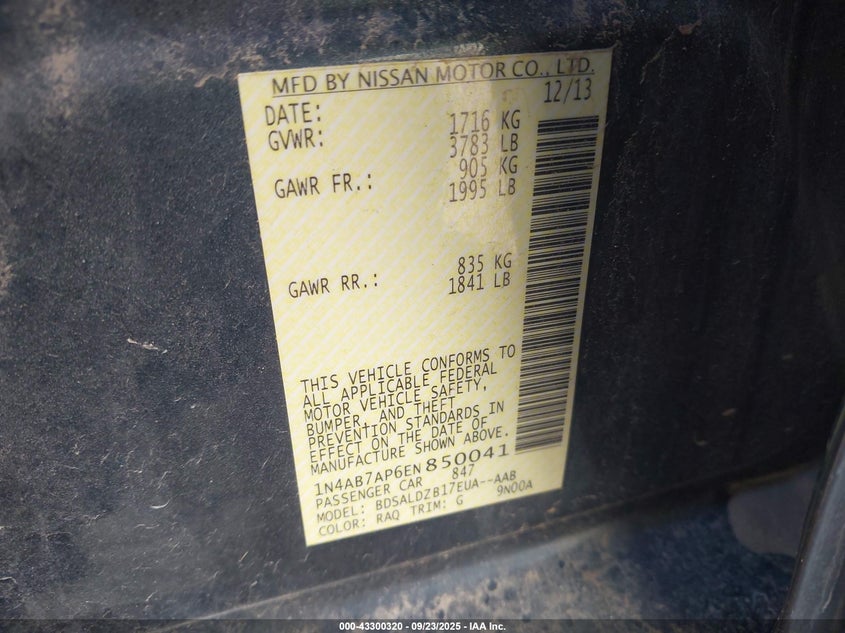 MFD BY NISSAN MOTOR CO., LTD.
DATE: 12/13
GVWR: 1716 KG
3783 LB
GAWR FR.: 905 KG
1995 LB
GAWR RR.: 835 KG
1841 LB
THIS VEHICLE CONFORMS TO
ALL APPLICABLE FEDERAL
MOTOR VEHICLE SAFETY,
BUMPER, AND THEFT
PREVENTION STANDARDS IN
EFFECT ON THE DATE OF
MANUFACTURE SHOWN ABOVE.
1N4AB7AP6EN850041
PASSENGER CAR 847
MODEL: BDSALDZB17EUA--AAB
COLOR: RAQ TRIM: G 9N00A
000-43300320 - 09/23/2025 - IAA Inc.